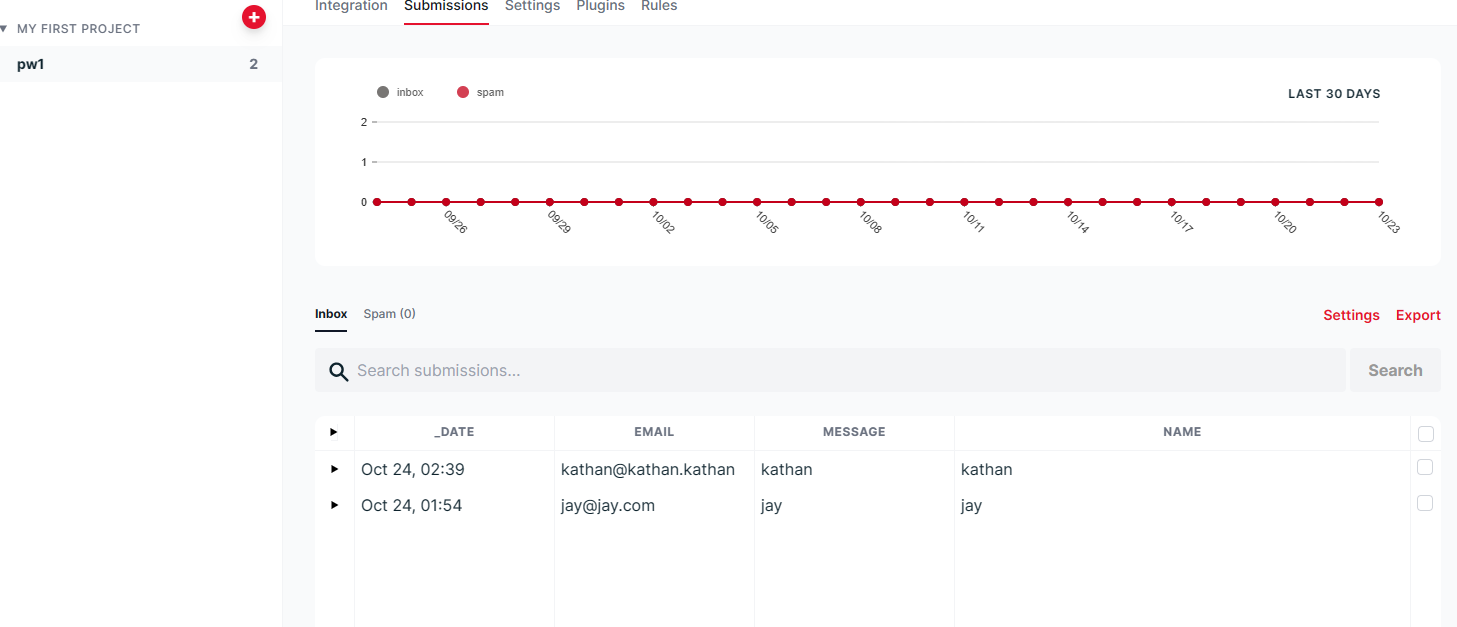 Integration Submissions Settings Plugins Rules
MY FIRST PROJECT
pw1 2
inbox spam
LAST 30 DAYS
2
1
0
09/26 09/29 10/02 10/05 10/08 10/11 10/14 10/17 10/20 10/23
Inbox Spam (0)
Settings Export
Search submissions...
Search
_DATE EMAIL MESSAGE NAME
Oct 24, 02:39 kathan@kathan.kathan kathan kathan
Oct 24, 01:54 jay@jay.com jay jay